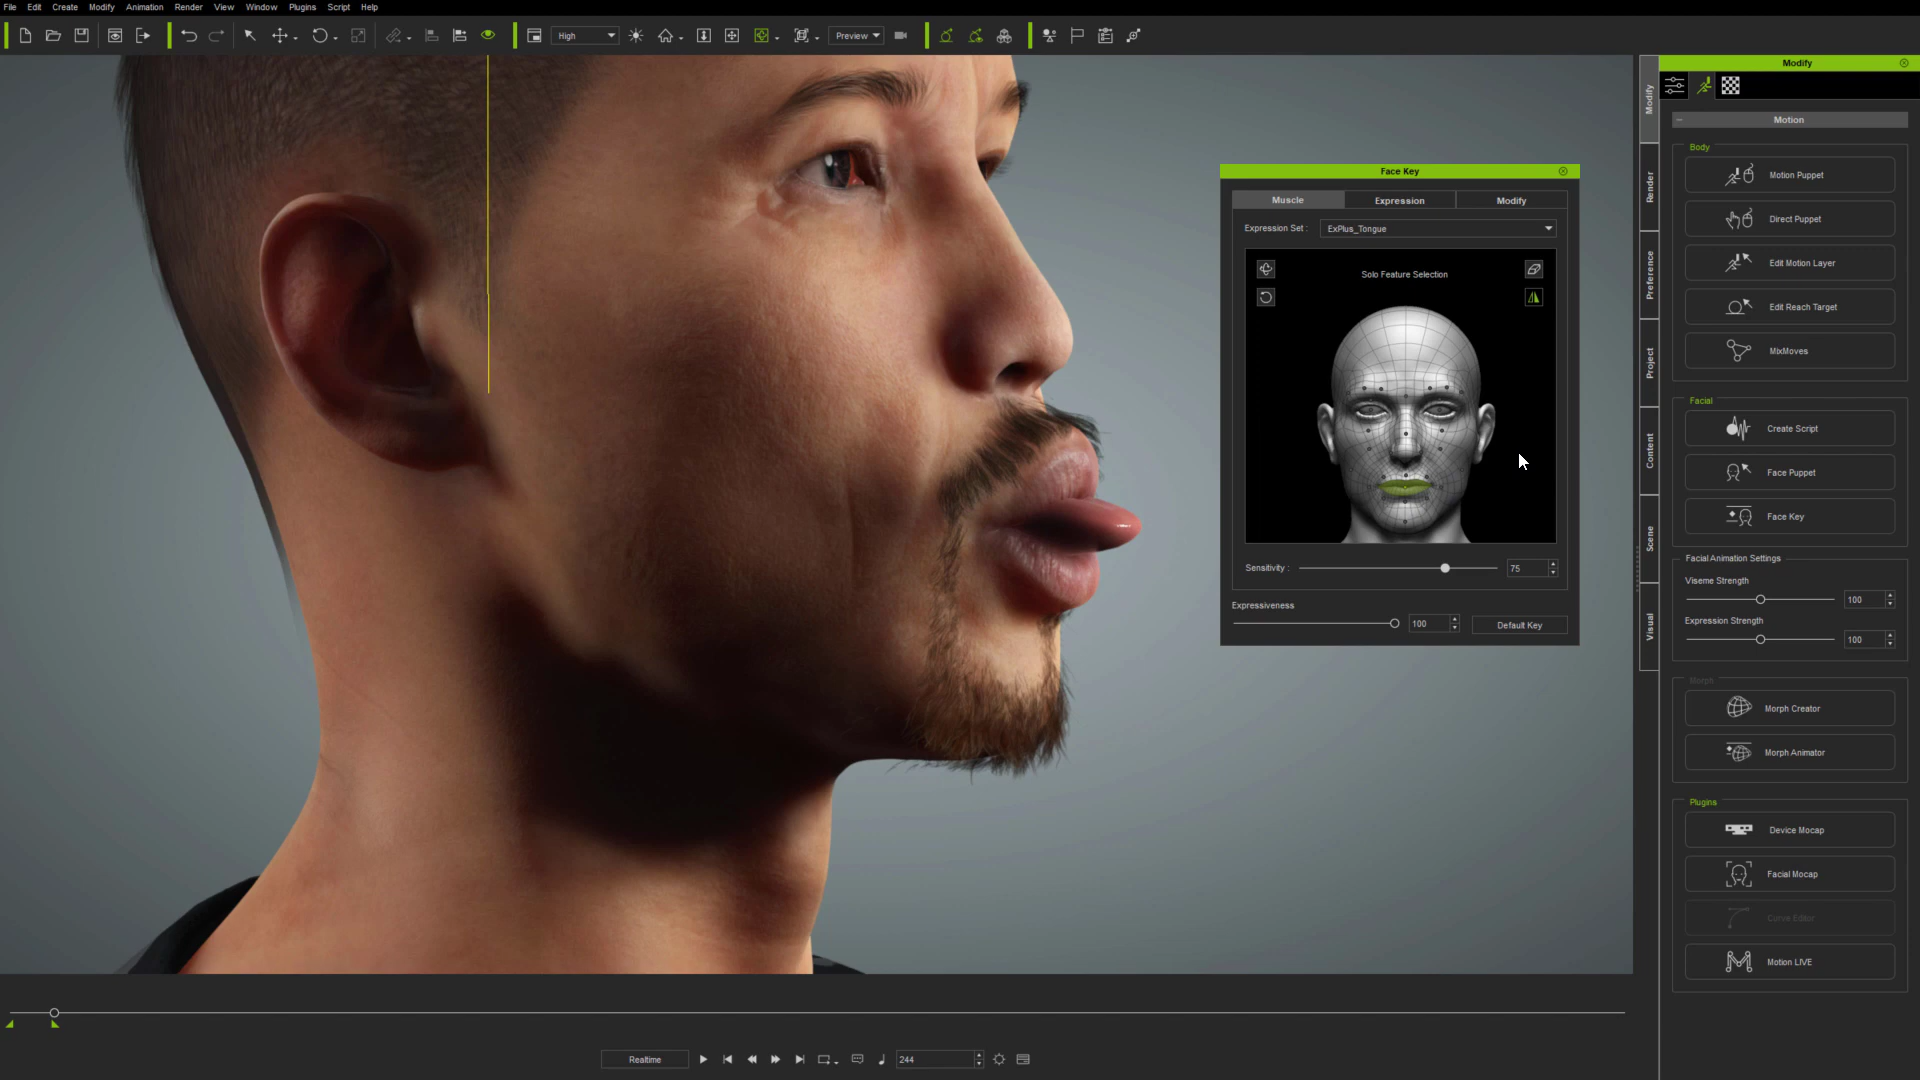 File Edit Create Modify Animation Render View Window Plugins Script Help
High
Preview
Modify
Render
Preference
Project
Content
Scene
Visual
Modify
Motion
Body
Motion Puppet
Direct Puppet
Edit Motion Layer
Edit Reach Target
MixMoves
Facial
Create Script
Face Puppet
Face Key
Facial Animation Settings
Viseme Strength
100
Expression Strength
100
Morph
Morph Creator
Morph Animator
Plugins
Device Mocap
Facial Mocap
Curve Editor
Motion LIVE
Face Key
Muscle Expression Modify
Expression Set : ExPlus_Tongue
Solo Feature Selection
Sensitivity : 75
Expressiveness
100 Default Key
Realtime 244